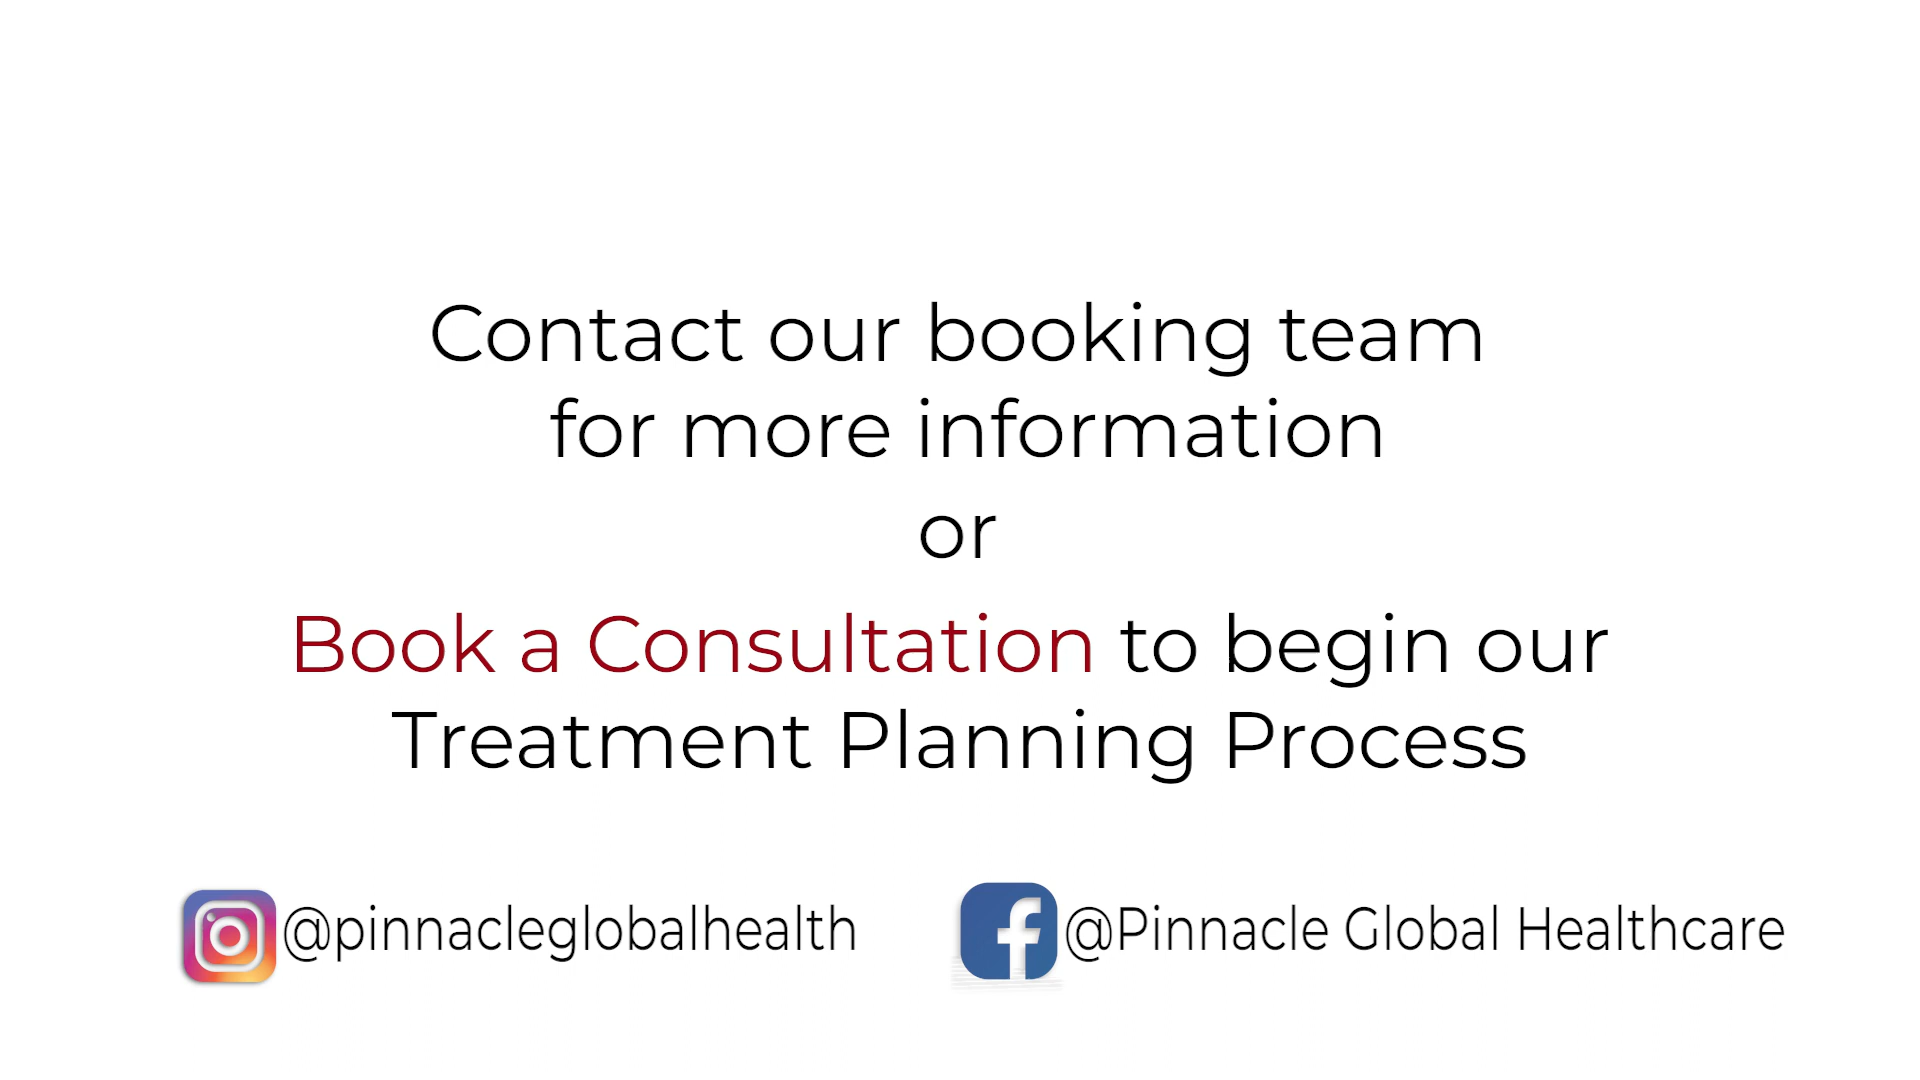 Contact our booking team
for more information
or
Book a Consultation to begin our
Treatment Planning Process
@pinnacleglobalhealth
@Pinnacle Global Healthcare